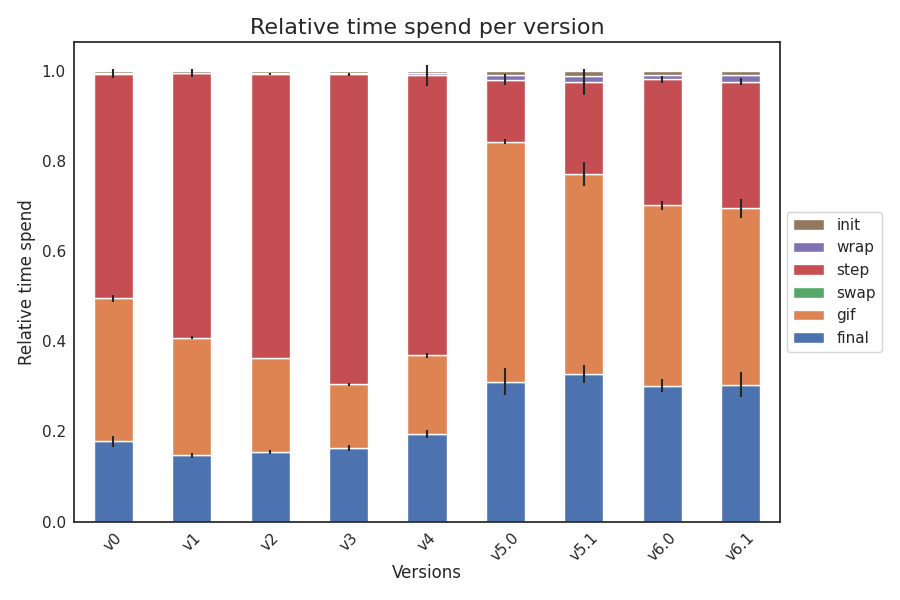 Relative time spend per version
Relative time spend
1.0
0.8
0.6
0.4
0.2
0.0
v0
v1
v2
v3
v4
v5.0
v5.1
v6.0
v6.1
Versions
init
wrap
step
swap
gif
final